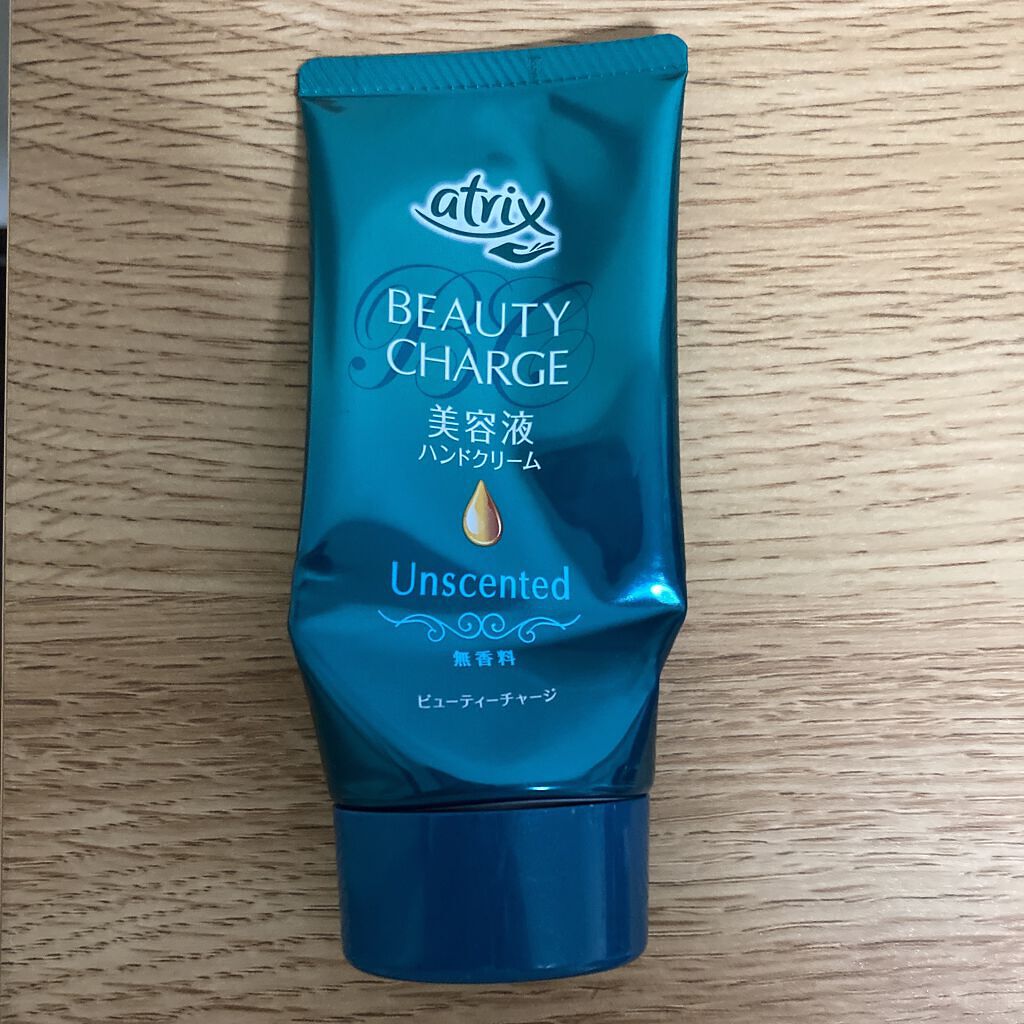 atrix
BEAUTY
CHARGE
美容液
ハンドクリーム
Unscented
無香料
ビューティーチャージ